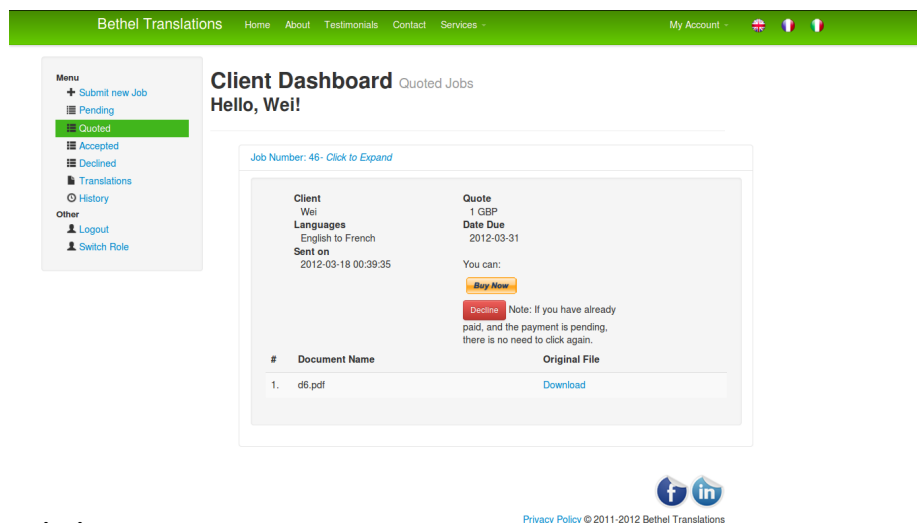 Bethel Translations Home About Testimonials Contact Services My Account
Menu
Submit new Job
Pending
Quoted
Accepted
Declined
Translations
History
Other
Logout
Switch Role
Client Dashboard Quoted Jobs
Hello, Wei!
Job Number: 46- Click to Expand
Client
Wei
Languages
English to French
Sent on
2012-03-18 00:39:35
Quote
1 GBP
Date Due
2012-03-31
You can:
Buy Now
Decline Note: If you have already
paid, and the payment is pending,
there is no need to click again.
# Document Name Original File
1. d6.pdf Download
f in
Privacy Policy © 2011-2012 Bethel Translations